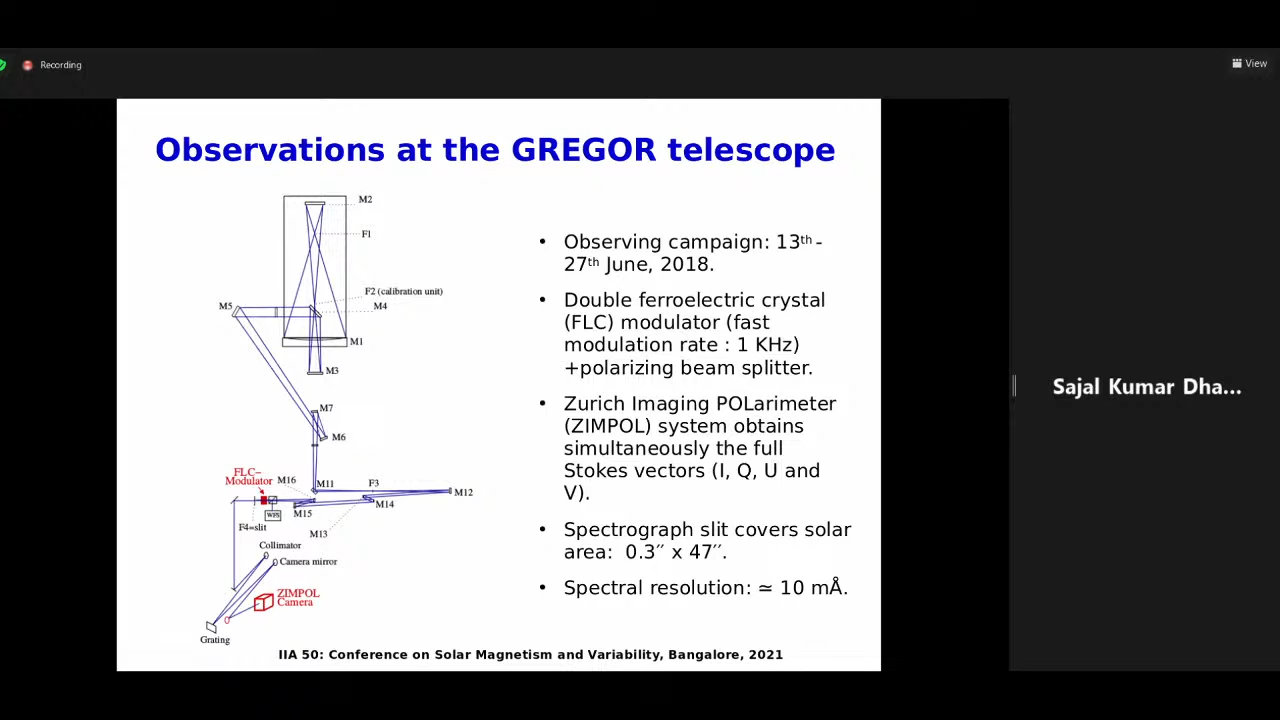 Recording
View
Observations at the GREGOR telescope
M2
F1
F2 (calibration unit)
M5
M4
M1
M3
M7
M6
FLC–
Modulator
M16
M11
F3
M12
WFS
M15
M14
F4=slit
M13
Collimator
Camera mirror
ZIMPOL
Camera
Grating
• Observing campaign: 13th -
27th June, 2018.
• Double ferroelectric crystal
(FLC) modulator (fast
modulation rate : 1 KHz)
+polarizing beam splitter.
• Zurich Imaging POLarimeter
(ZIMPOL) system obtains
simultaneously the full
Stokes vectors (I, Q, U and
V).
• Spectrograph slit covers solar
area: 0.3′′ x 47′′.
• Spectral resolution: ≃ 10 mÅ.
IIA 50: Conference on Solar Magnetism and Variability, Bangalore, 2021
Sajal Kumar Dha...